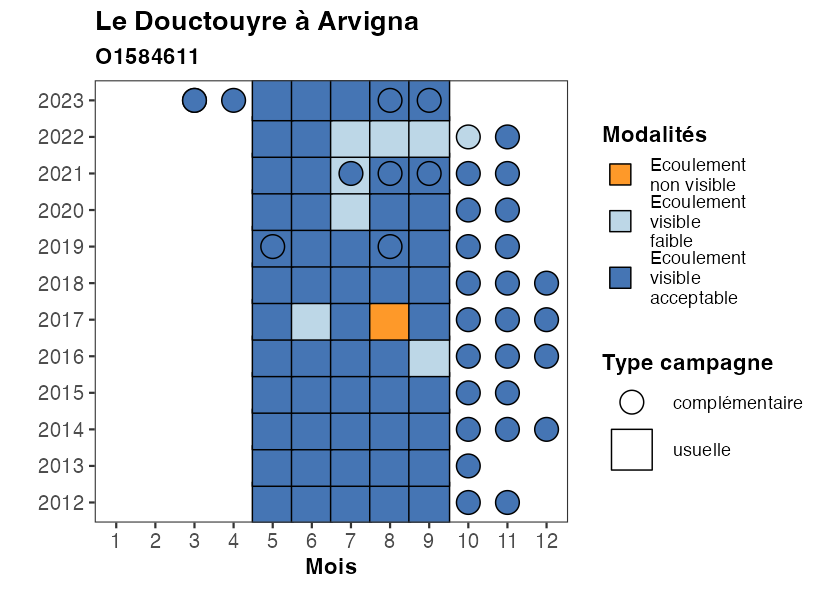 Le Douctouyre à Arvigna
O1584611
2023
2022
2021
2020
2019
2018
2017
2016
2015
2014
2013
2012
1 2 3 4 5 6 7 8 9 10 11 12
Mois
Modalités
Ecoulement
non visible
Ecoulement
visible
faible
Ecoulement
visible
acceptable
Type campagne
complémentaire
usuelle